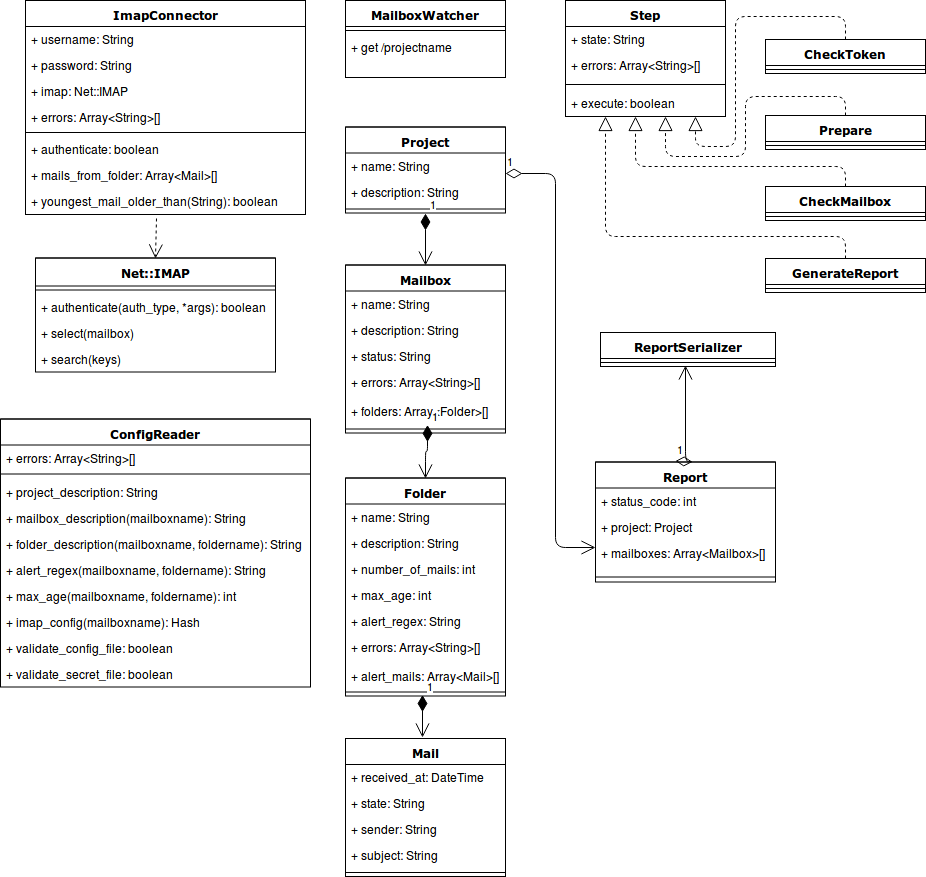 ImapConnector
+ username: String
+ password: String
+ imap: Net::IMAP
+ errors: Array<String>[]
+ authenticate: boolean
+ mails_from_folder: Array<Mail>[]
+ youngest_mail_older_than(String): boolean
Net::IMAP
+ authenticate(auth_type, *args): boolean
+ select(mailbox)
+ search(keys)
ConfigReader
+ errors: Array<String>[]
+ project_description: String
+ mailbox_description(mailboxname): String
+ folder_description(mailboxname, foldername): String
+ alert_regex(mailboxname, foldername): String
+ max_age(mailboxname, foldername): int
+ imap_config(mailboxname): Hash
+ validate_config_file: boolean
+ validate_secret_file: boolean
MailboxWatcher
+ get /projectname
Project
+ name: String
+ description: String
1
1
Mailbox
+ name: String
+ description: String
+ status: String
+ errors: Array<String>[]
+ folders: Array<Folder>[]
1
Folder
+ name: String
+ description: String
+ number_of_mails: int
+ max_age: int
+ alert_regex: String
+ errors: Array<String>[]
+ alert_mails: Array<Mail>[]
1
Mail
+ received_at: DateTime
+ state: String
+ sender: String
+ subject: String
Step
+ state: String
+ errors: Array<String>[]
+ execute: boolean
CheckToken
Prepare
CheckMailbox
GenerateReport
ReportSerializer
1
Report
+ status_code: int
+ project: Project
+ mailboxes: Array<Mailbox>[]